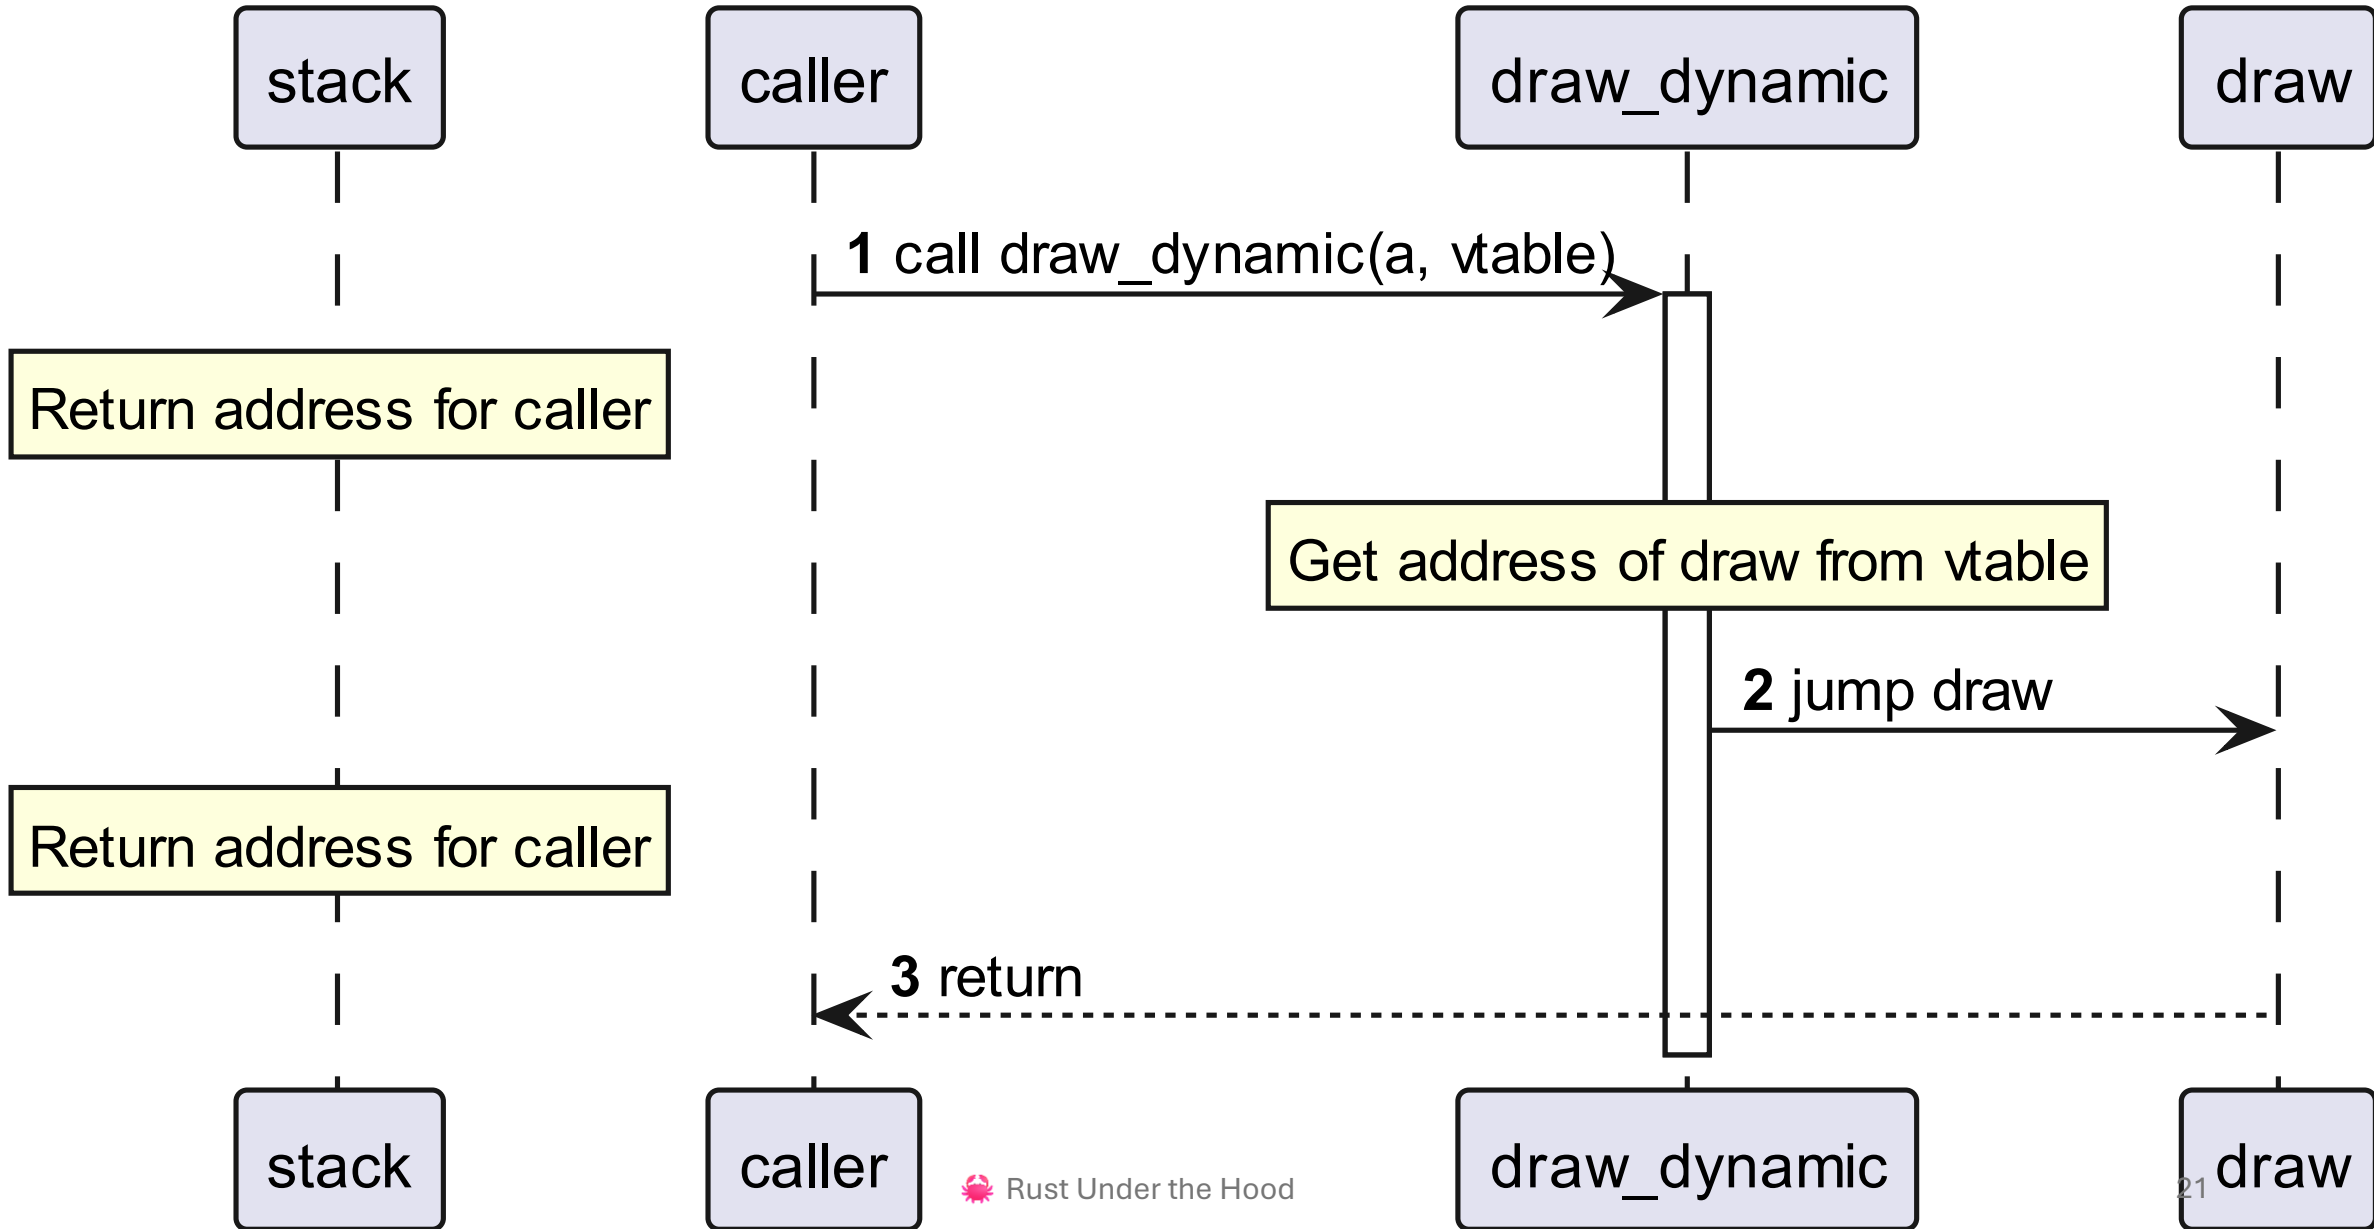 stack
caller
draw_dynamic
draw
1 call draw_dynamic(a, vtable)
Return address for caller
Get address of draw from vtable
2 jump draw
Return address for caller
3 return
stack
caller
draw_dynamic
draw
🦀 Rust Under the Hood
21